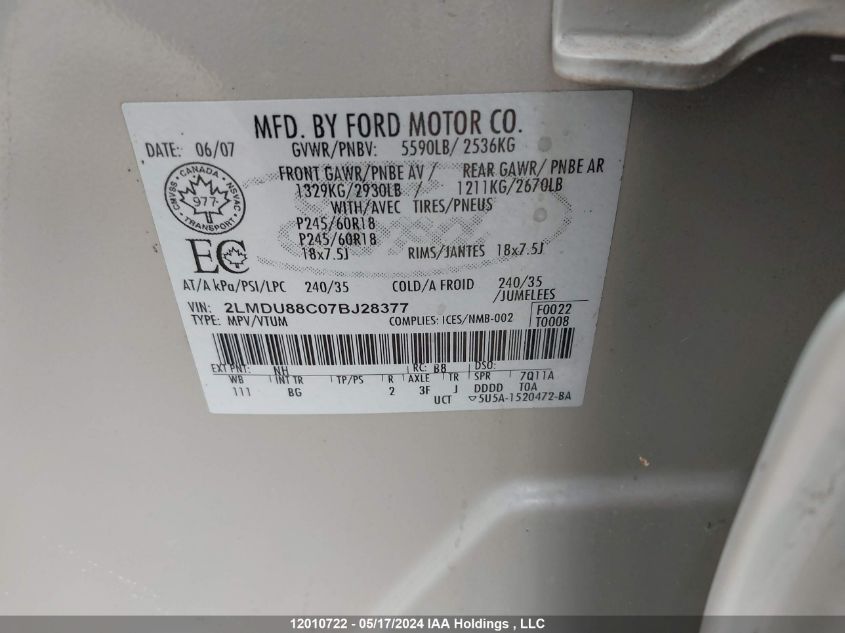 MFD. BY FORD MOTOR CO.
DATE: 06/07 GVWR/PNBV: 5590LB/ 2536KG
FRONT GAWR/PNBE AV / REAR GAWR/ PNBE AR
1329KG/2930LB / 1211KG/2670LB
WITH/AVEC TIRES/PNEUS
CANADA
CMVSS NSVAC
977
TRANSPORT
P245/60R18
P245/60R18
18x7.5J RIMS/JANTES 18x7.5J
EC
AT/A kPa/PSI/LPC 240/35 COLD/A FROID 240/35
/JUMELEES
VIN: 2LMDU88C07BJ28377 F0022
TYPE: MPV/VTUM COMPLIES: ICES/NMB-002 T0008
EXT PNT: NH RC: B8 DSO:
WB INT TR TP/PS R AXLE TR SPR 7Q11A
111 BG 2 3F J DDDD T0A
UCT 5U5A-1520472-BA
12010722 - 05/17/2024 IAA Holdings , LLC